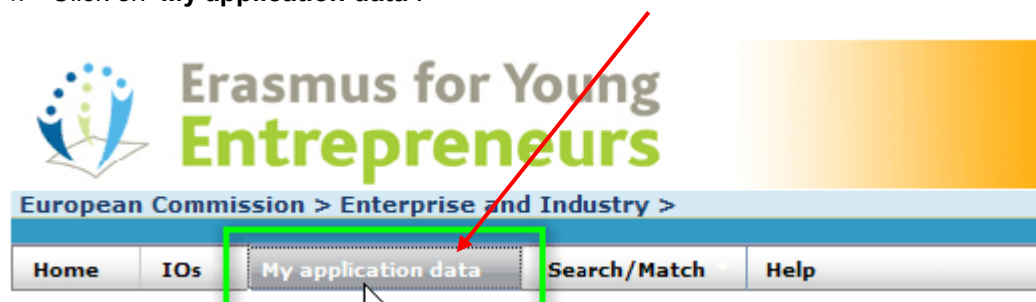 Click on "My application data".
Erasmus for Young
Entrepreneurs
European Commission > Enterprise and Industry >
Home IOs My application data Search/Match Help